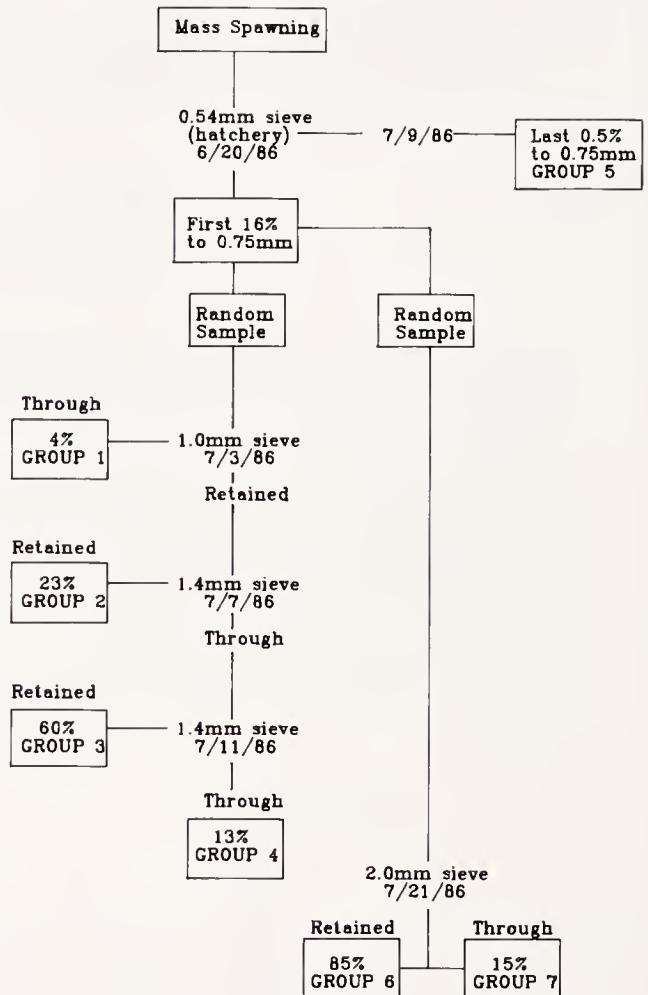 Mass Spawning
0.54mm sieve
(hatchery)
6/20/86
7/9/86
Last 0.5%
to 0.75mm
GROUP 5
First 16%
to 0.75mm
Random
Sample
Random
Sample
Through
4%
GROUP 1
1.0mm sieve
7/3/86
Retained
Retained
23%
GROUP 2
1.4mm sieve
7/7/86
Through
Retained
60%
GROUP 3
1.4mm sieve
7/11/86
Through
13%
GROUP 4
2.0mm sieve
7/21/86
Retained
85%
GROUP 6
Through
15%
GROUP 7